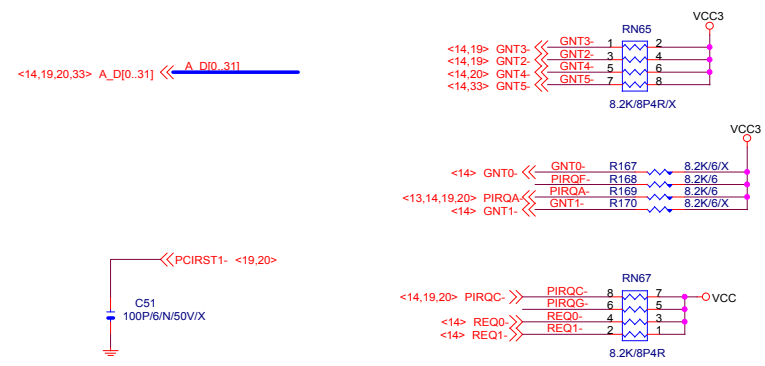 VCC3
RN65
<14,19> GNT3- GNT3- 1 2
<14,19> GNT2- GNT2- 3 4
<14,20> GNT4- GNT4- 5 6
<14,33> GNT5- GNT5- 7 8
8.2K/8P4R/X
<14,19,20,33> A_D[0..31] A_D[0..31]
VCC3
<14> GNT0- GNT0- R167 8.2K/6/X
PIRQF- R168 8.2K/6
<13,14,19,20> PIRQA- PIRQA- R169 8.2K/6
<14> GNT1- GNT1- R170 8.2K/6/X
PCIRST1- <19,20>
C51
100P/6/N/50V/X
RN67
<14,19,20> PIRQC- PIRQC- 8 7 VCC
PIRQG- 6 5
<14> REQ0- REQ0- 4 3
<14> REQ1- REQ1- 2 1
8.2K/8P4R